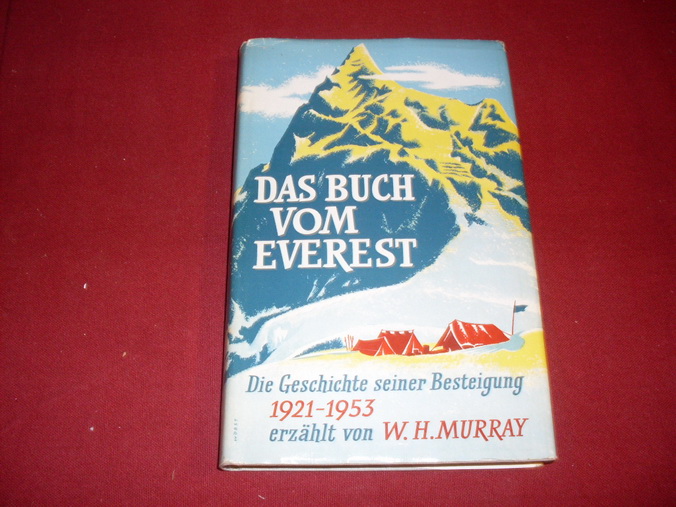 DAS BUCH
VOM
EVEREST
Die Geschichte seiner Besteigung
1921-1953
erzählt von W. H. MURRAY